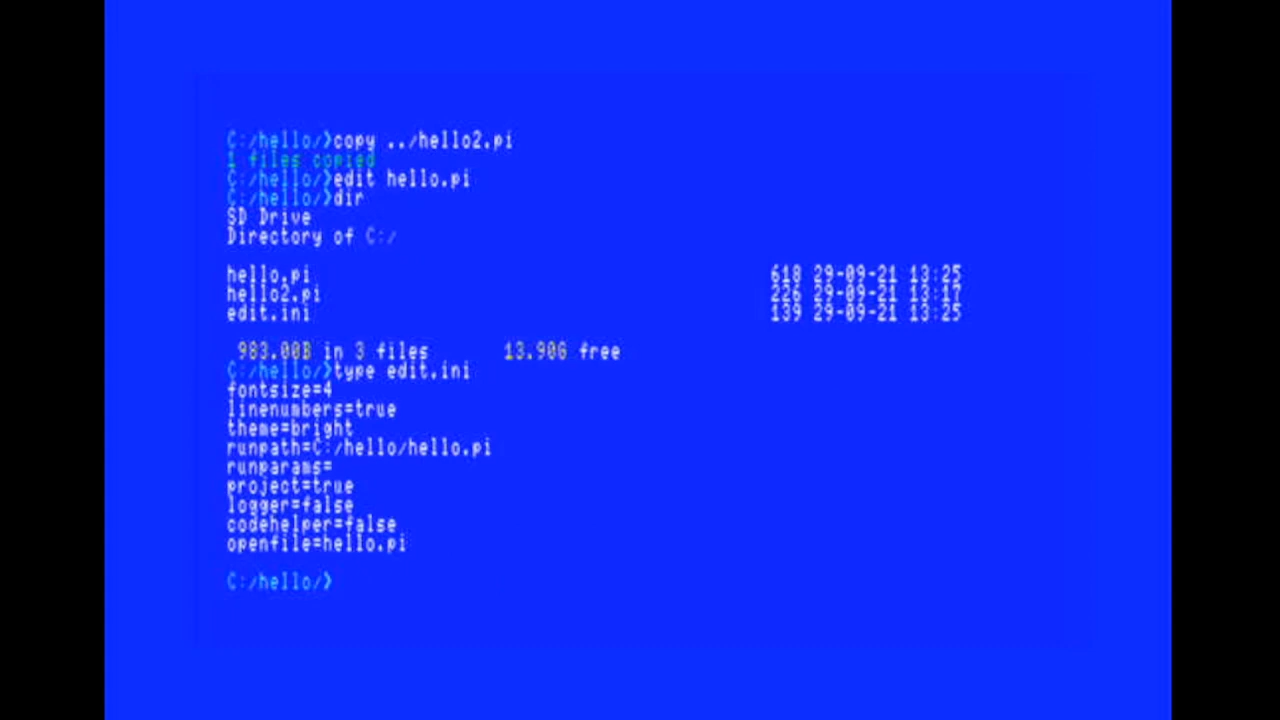 C:/hello/>copy ../hello2.pi
1 files copied
C:/hello/>edit hello.pi
C:/hello/>dir
SD Drive
Directory of C:/
hello.pi 618 29-09-21 13:25
hello2.pi 226 29-09-21 13:17
edit.ini 139 29-09-21 13:25
983.00B in 3 files 13.90G free
C:/hello/>type edit.ini
fontsize=4
linenumbers=true
theme=bright
runpath=C:/hello/hello.pi
runparams=
project=true
logger=false
codehelper=false
openfile=hello.pi
C:/hello/>